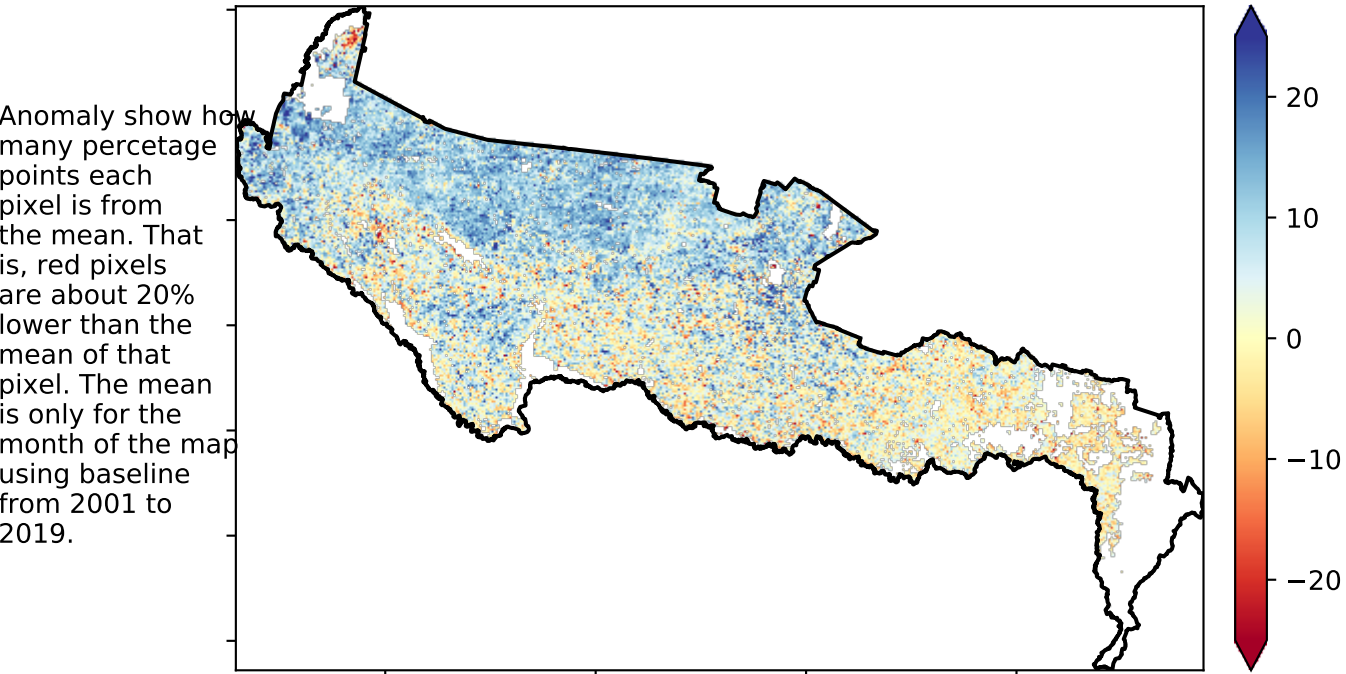 Anomaly show how
many percetage
points each
pixel is from
the mean. That
is, red pixels
are about 20%
lower than the
mean of that
pixel. The mean
is only for the
month of the map
using baseline
from 2001 to
2019.
20
10
0
−10
−20